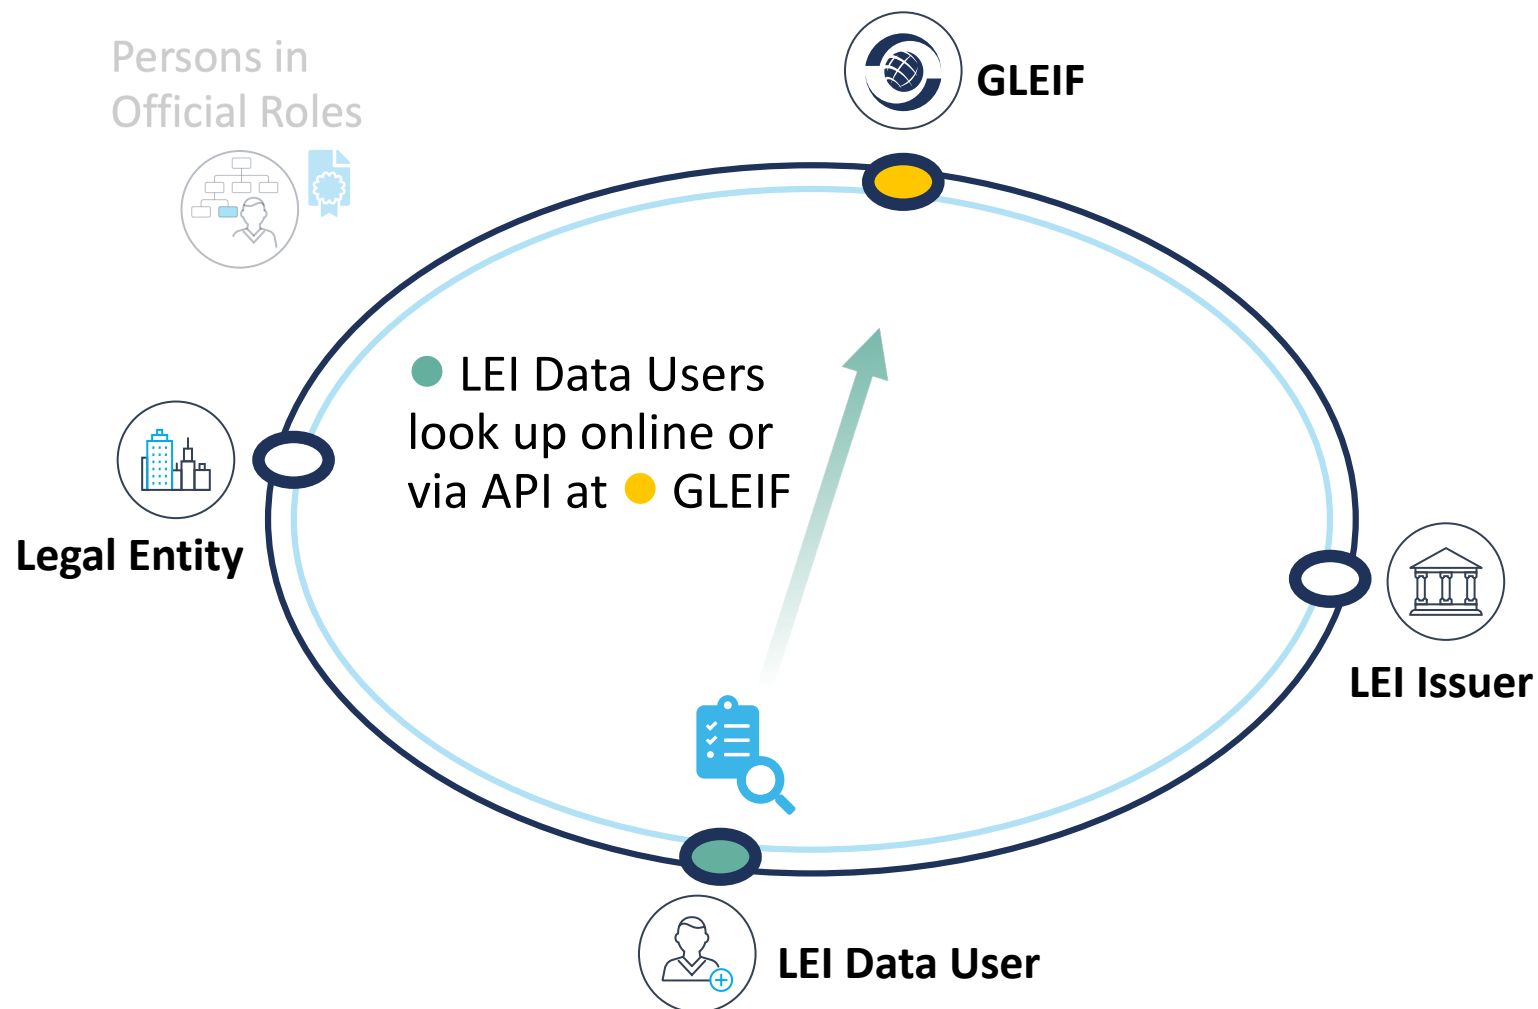 Persons in
Official Roles
GLEIF
LEI Data Users
look up online or
via API at GLEIF
Legal Entity
LEI Issuer
LEI Data User